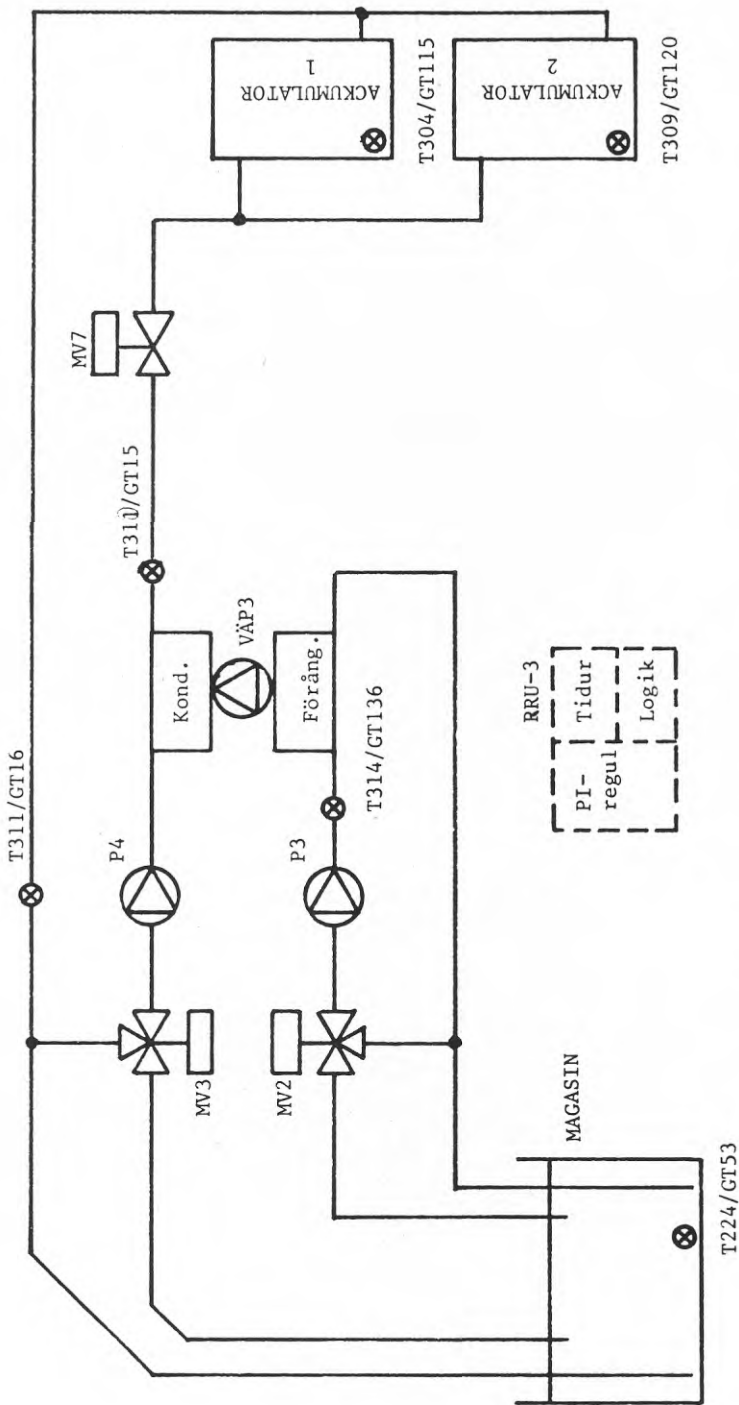 T311/GT16
P4
MV3
T310/GT15
MV7
Kond.
VÄP3
Förång.
P3
T314/GT136
MV2
ACKUMULATOR
1
T304/GT115
ACKUMULATOR
2
T309/GT120
RRU-3
PI-
regul
Tidur
Logik
MAGASIN
T224/GT53